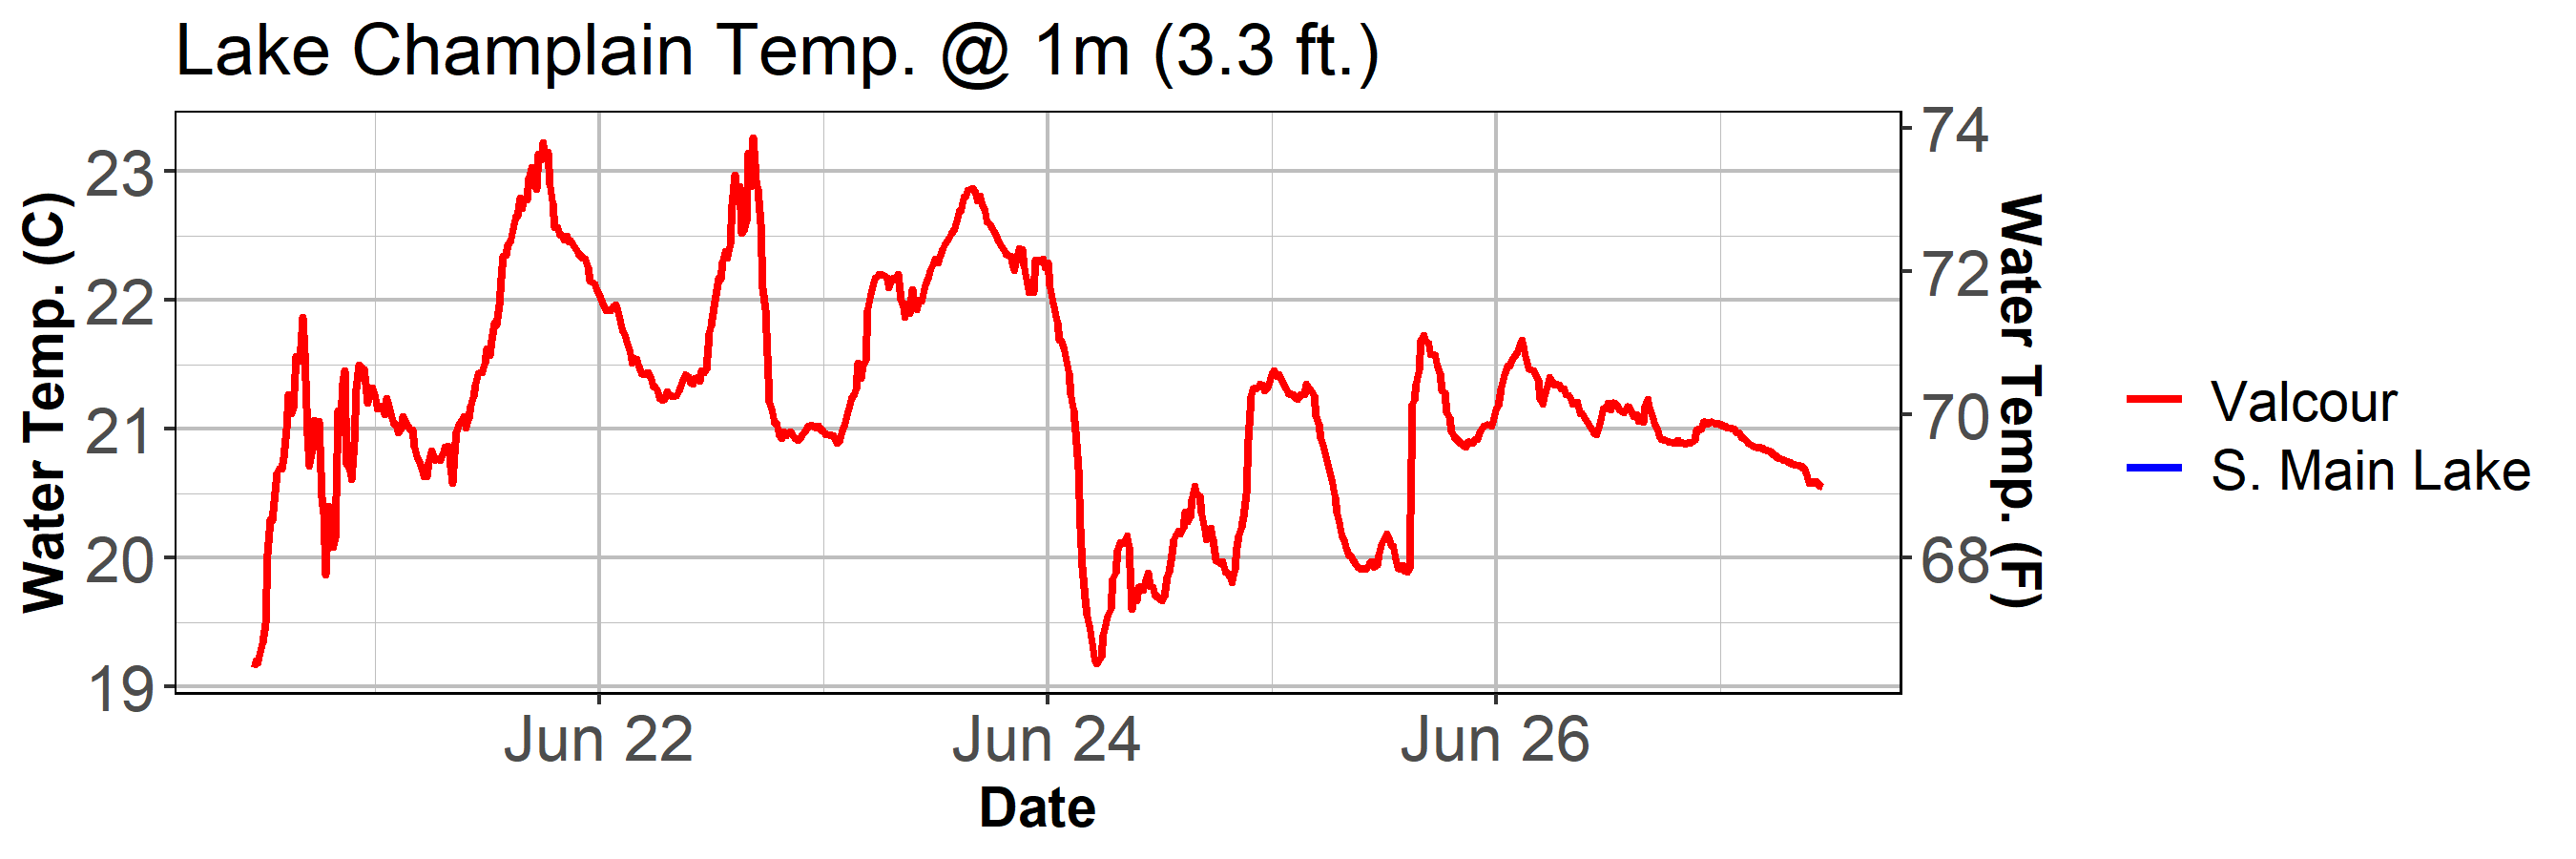 Lake Champlain Temp. @ 1m (3.3 ft.)
Water Temp. (C)
23
22
21
20
19
74
72
70
68
Water Temp. (F)
Jun 22
Jun 24
Jun 26
Date
Valcour
S. Main Lake